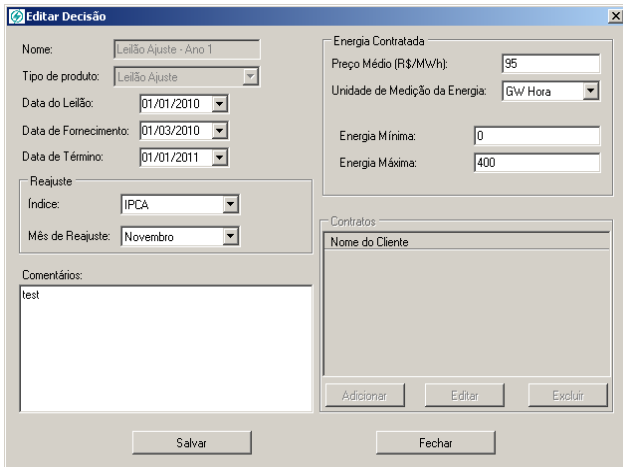 Editar Decisão
Nome: Leilão Ajuste - Ano 1
Tipo de produto: Leilão Ajuste
Data do Leilão: 01/01/2010
Data de Fornecimento: 01/03/2010
Data de Término: 01/01/2011
Reajuste
Índice: IPCA
Mês de Reajuste: Novembro
Comentários:
test
Energia Contratada
Preço Médio (R$/MWh): 95
Unidade de Medição da Energia: GW Hora
Energia Mínima: 0
Energia Máxima: 400
Contratos
Nome do Cliente
Adicionar Editar Excluir
Salvar Fechar